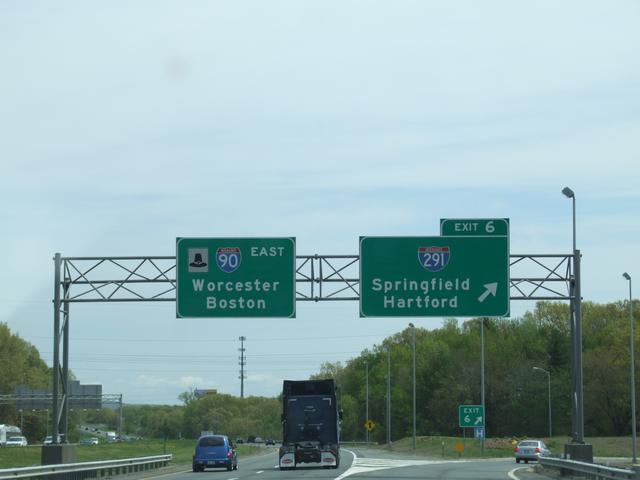 EXIT 6
90 EAST
Worcester
Boston
291
Springfield
Hartford
EXIT
6
H